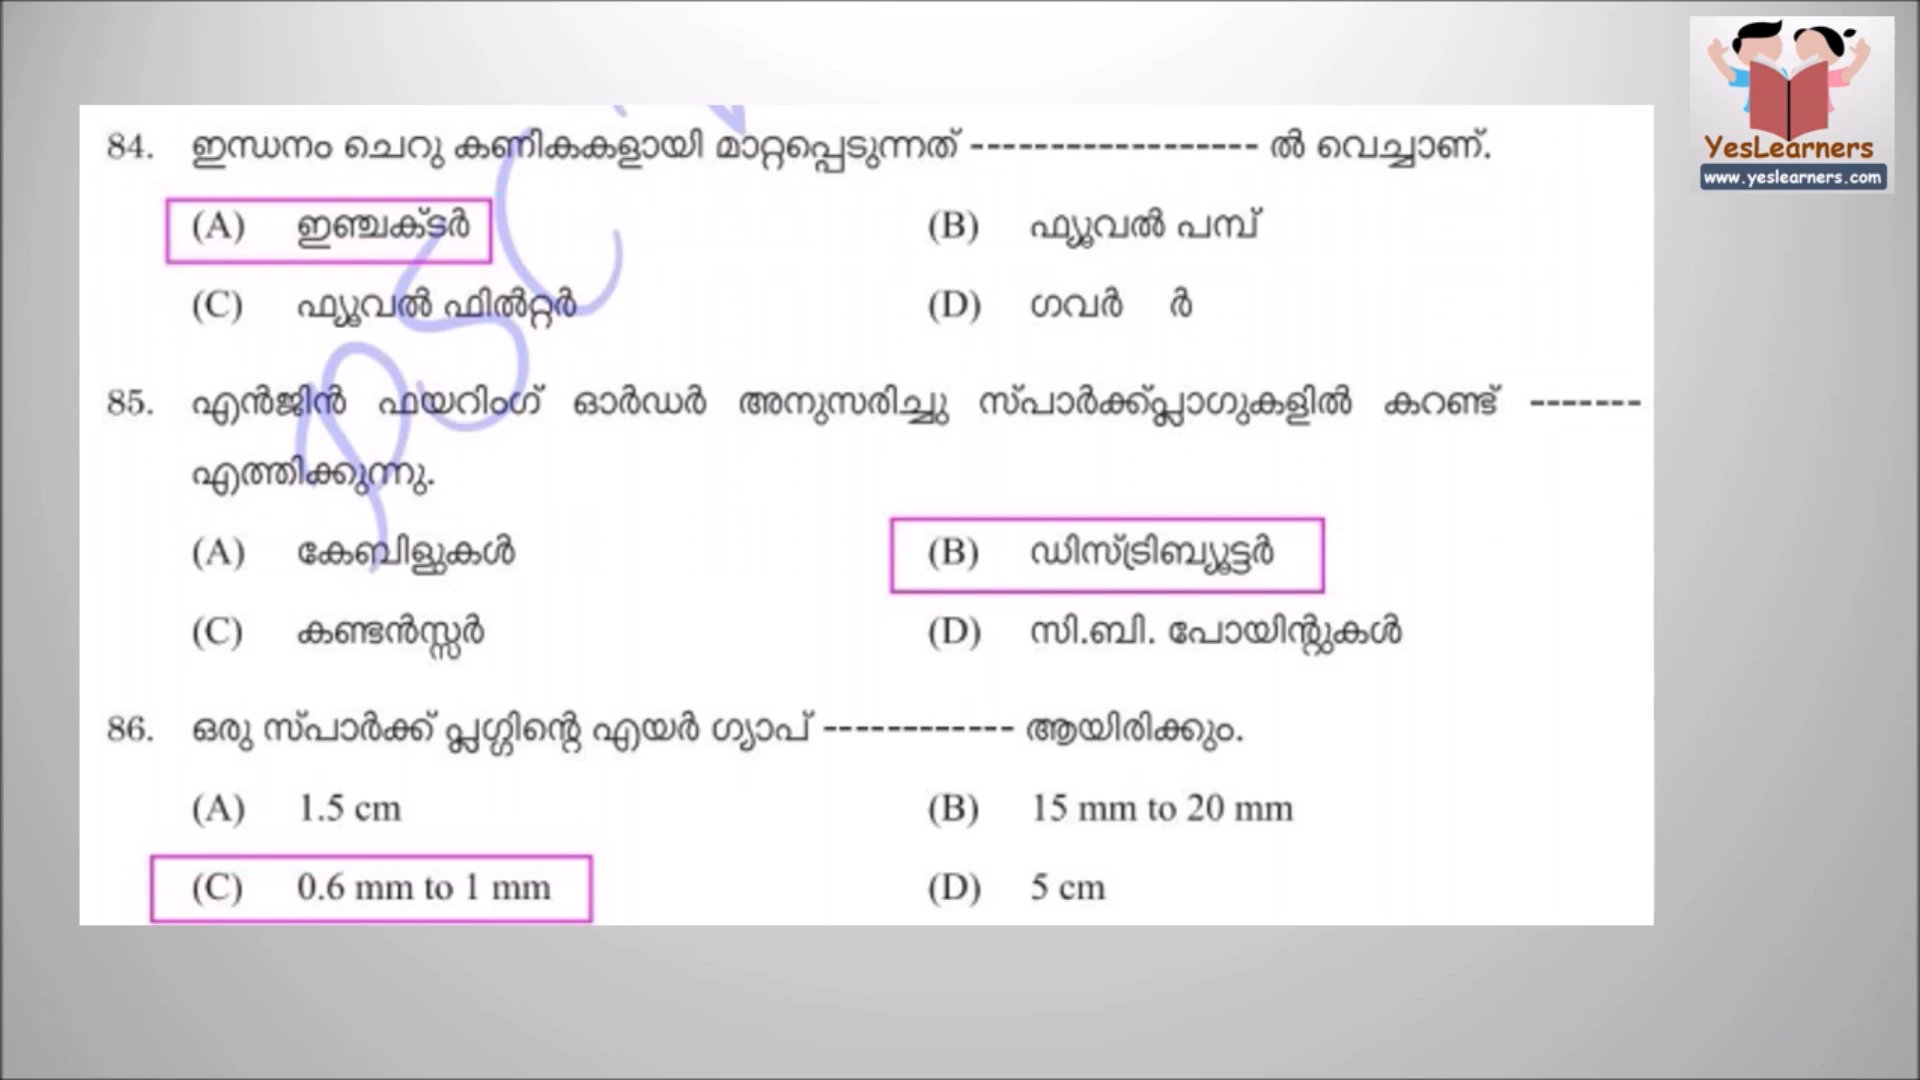 YesLearners
www.yeslearners.com
84. ഇന്ധനം ചെറു കണികകളായി മാറ്റപ്പെടുന്നത് ------------------ ൽ വെച്ചാണ്.
(A) ഇഞ്ചക്ടർ (B) ഫ്യൂവൽ പമ്പ്
(C) ഫ്യൂവൽ ഫിൽറ്റർ (D) ഗവർ ർ
85. എൻജിൻ ഫയറിംഗ് ഓർഡർ അനുസരിച്ചു സ്പാർക്ക്പ്ലാഗുകളിൽ കറണ്ട് -------
എത്തിക്കുന്നു.
(A) കേബിളുകൾ (B) ഡിസ്ട്രിബ്യൂട്ടർ
(C) കണ്ടൻസ്സർ (D) സി.ബി. പോയിന്റുകൾ
86. ഒരു സ്പാർക്ക് പ്ലഗ്ഗിന്റെ എയർ ഗ്യാപ് ------------ ആയിരിക്കും.
(A) 1.5 cm (B) 15 mm to 20 mm
(C) 0.6 mm to 1 mm (D) 5 cm
PSC